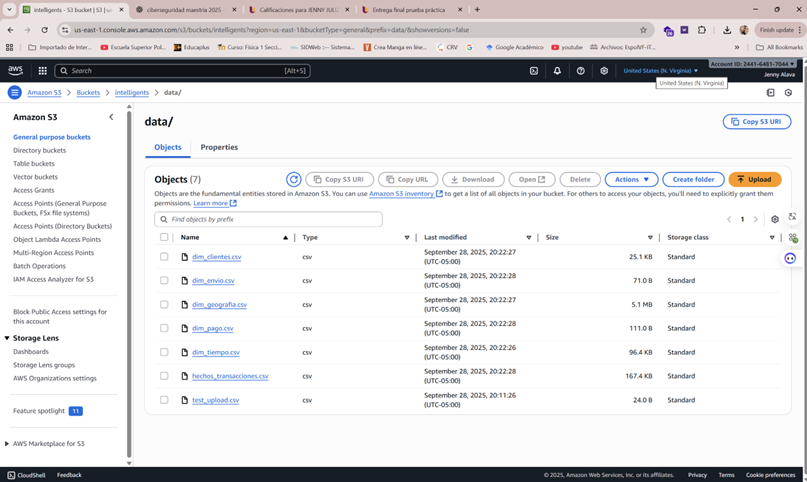 intelligents - S3 bucket | S3 | us-
ciberseguridad maestria 2025
Calificaciones para JENNY JULIZ
Entrega final prueba práctica
us-east-1.console.aws.amazon.com/s3/buckets/intelligents?region=us-east-1&bucketType=general&prefix=data/&showversions=false
Finish update
Importado de Inter...
Escuela Superior Pol...
Educaplus
Curso: Física 1 Secci...
SIDWeb :: Sistema...
Crea Manga en líne...
CRV
G
Google Académico
youtube
Archivos_EspolVF-IT...
All Bookmarks
aws
Search
[Alt+S]
United States (N. Virginia)
Account ID: 2441-6481-7044
Jenny Alava
United States (N. Virginia)
Amazon S3
Buckets
intelligents
data/
Amazon S3
General purpose buckets
Directory buckets
Table buckets
Vector buckets
Access Grants
Access Points (General Purpose
Buckets, FSx file systems)
Access Points (Directory Buckets)
Object Lambda Access Points
Multi-Region Access Points
Batch Operations
IAM Access Analyzer for S3
Block Public Access settings for
this account
Storage Lens
Dashboards
Storage Lens groups
AWS Organizations settings
Feature spotlight 11
AWS Marketplace for S3
data/
Copy S3 URI
Objects
Properties
Objects (7)
Copy S3 URI
Copy URL
Download
Open
Delete
Actions
Create folder
Upload
Objects are the fundamental entities stored in Amazon S3. You can use Amazon S3 inventory to get a list of all objects in your bucket. For others to access your objects, you'll need to explicitly grant them
permissions. Learn more
Find objects by prefix
1
Name Type Last modified Size Storage class
dim_clientes.csv csv September 28, 2025, 20:22:27 25.1 KB Standard
(UTC-05:00)
dim_envio.csv csv September 28, 2025, 20:22:28 71.0 B Standard
(UTC-05:00)
dim_geografia.csv csv September 28, 2025, 20:22:27 5.1 MB Standard
(UTC-05:00)
dim_pago.csv csv September 28, 2025, 20:22:28 111.0 B Standard
(UTC-05:00)
dim_tiempo.csv csv September 28, 2025, 20:22:26 96.4 KB Standard
(UTC-05:00)
hechos_transacciones.csv csv September 28, 2025, 20:22:28 167.4 KB Standard
(UTC-05:00)
test_upload.csv csv September 28, 2025, 20:11:26 24.0 B Standard
(UTC-05:00)
CloudShell
Feedback
© 2025, Amazon Web Services, Inc. or its affiliates.
Privacy
Terms
Cookie preferences